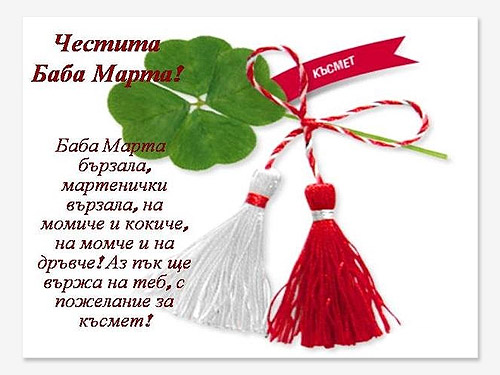 Честита
Баба Марта!
КЪСМЕТ
Баба Марта
бързала,
мартенички
вързала, на
момиче и кокиче,
на момче и на
дръвче! Аз пък ще
вържа на теб, с
пожелание за
късмет!